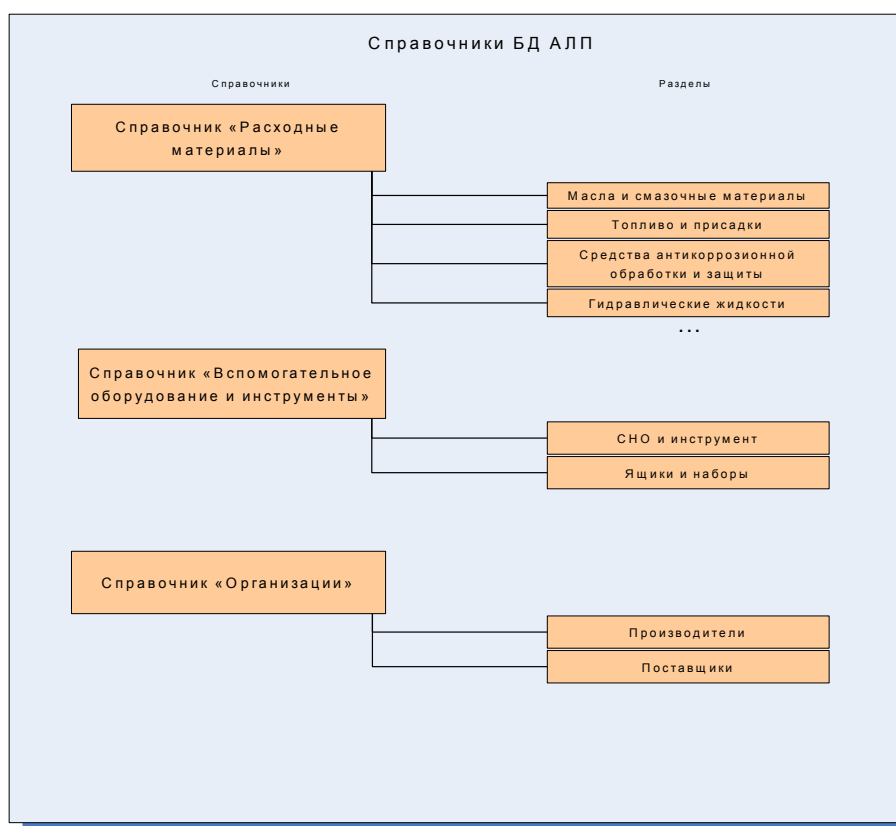 Справочники БД АЛП
Справочники
Разделы
Справочник «Расходные
материалы»
Масла и смазочные материалы
Топливо и присадки
Средства антикоррозионной
обработки и защиты
Гидравлические жидкости
...
Справочник «Вспомогательное
оборудование и инструменты»
СНО и инструмент
Ящики и наборы
Справочник «Организации»
Производители
Поставщики